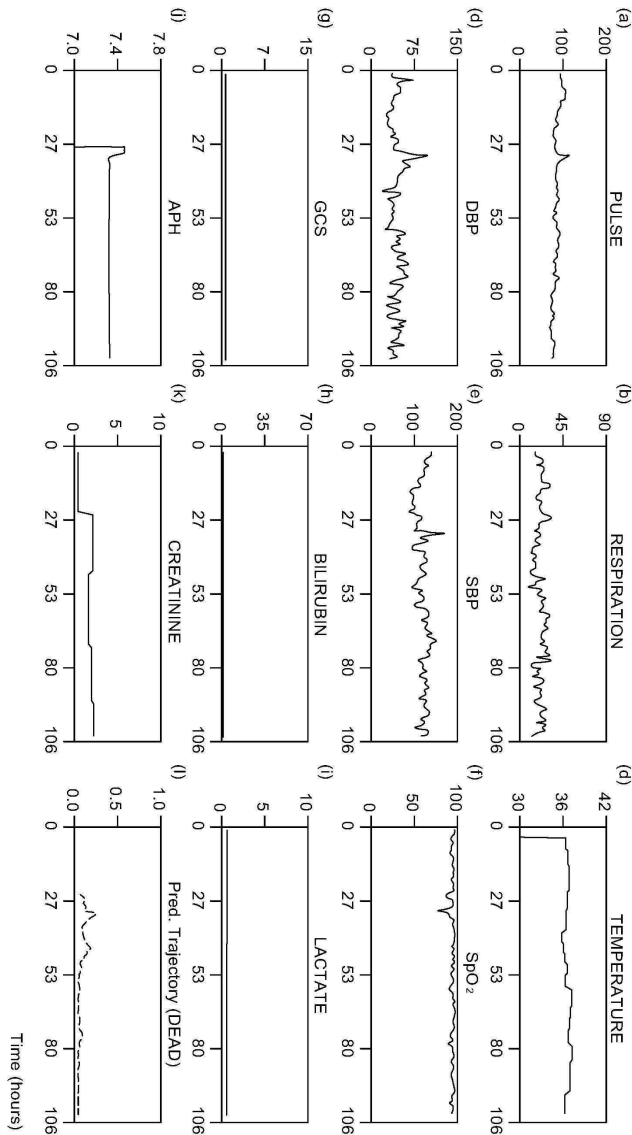 (a) PULSE
200
100
0
0 27 53 80 106
(b) RESPIRATION
90
45
0
0 27 53 80 106
(d) TEMPERATURE
42
36
30
0 27 53 80 106
(d) DBP
150
75
0
0 27 53 80 106
(e) SBP
200
100
0
0 27 53 80 106
(f) SpO₂
100
50
0
0 27 53 80 106
(g) GCS
15
7
0
0 27 53 80 106
(h) BILIRUBIN
70
35
0
0 27 53 80 106
(i) LACTATE
10
5
0
0 27 53 80 106
(j) APH
7.8
7.4
7.0
0 27 53 80 106
(k) CREATININE
10
5
0
0 27 53 80 106
(l) Pred. Trajectory (DEAD)
1.0
0.5
0.0
0 27 53 80 106
Time (hours)